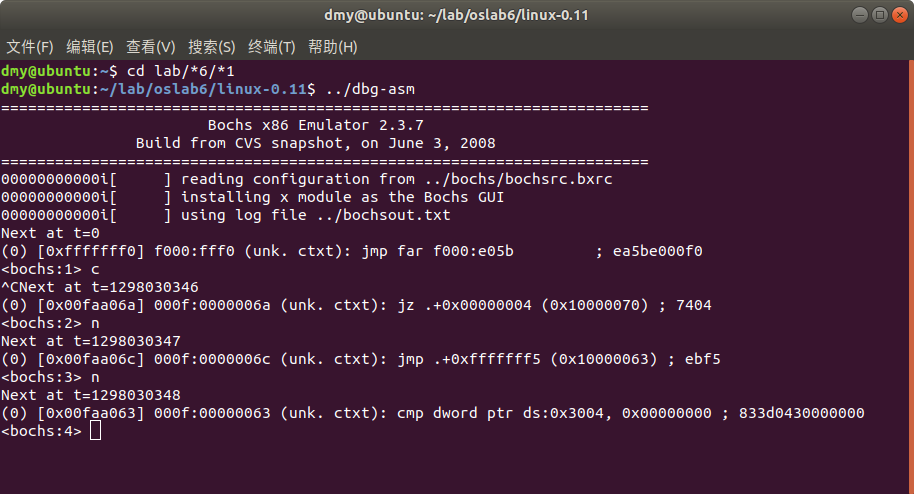 dmy@ubuntu: ~/lab/oslab6/linux-0.11
文件(F) 编辑(E) 查看(V) 搜索(S) 终端(T) 帮助(H)
dmy@ubuntu:~$ cd lab/*6/*1
dmy@ubuntu:~/lab/oslab6/linux-0.11$ ../dbg-asm
========================================================================
                       Bochs x86 Emulator 2.3.7
               Build from CVS snapshot, on June 3, 2008
========================================================================
00000000000i[     ] reading configuration from ../bochs/bochsrc.bxrc
00000000000i[     ] installing x module as the Bochs GUI
00000000000i[     ] using log file ../bochsout.txt
Next at t=0
(0) [0xfffffff0] f000:fff0 (unk. ctxt): jmp far f000:e05b         ; ea5be000f0
<bochs:1> c
^CNext at t=1298030346
(0) [0x00faa06a] 000f:0000006a (unk. ctxt): jz .+0x00000004 (0x10000070) ; 7404
<bochs:2> n
Next at t=1298030347
(0) [0x00faa06c] 000f:0000006c (unk. ctxt): jmp .+0xfffffff5 (0x10000063) ; ebf5
<bochs:3> n
Next at t=1298030348
(0) [0x00faa063] 000f:00000063 (unk. ctxt): cmp dword ptr ds:0x3004, 0x00000000 ; 833d0430000000
<bochs:4>